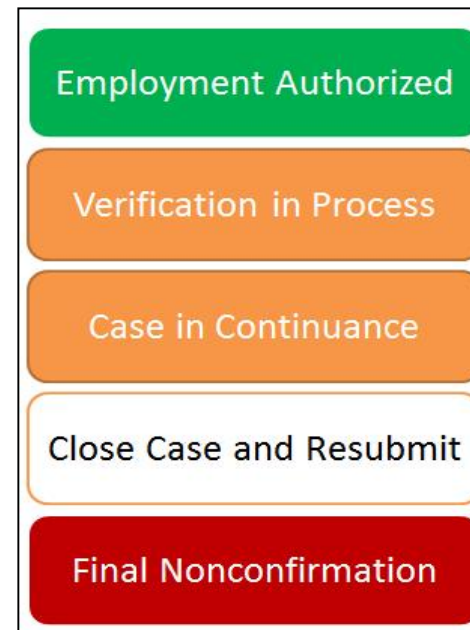 Employment Authorized
Verification in Process
Case in Continuance
Close Case and Resubmit
Final Nonconfirmation